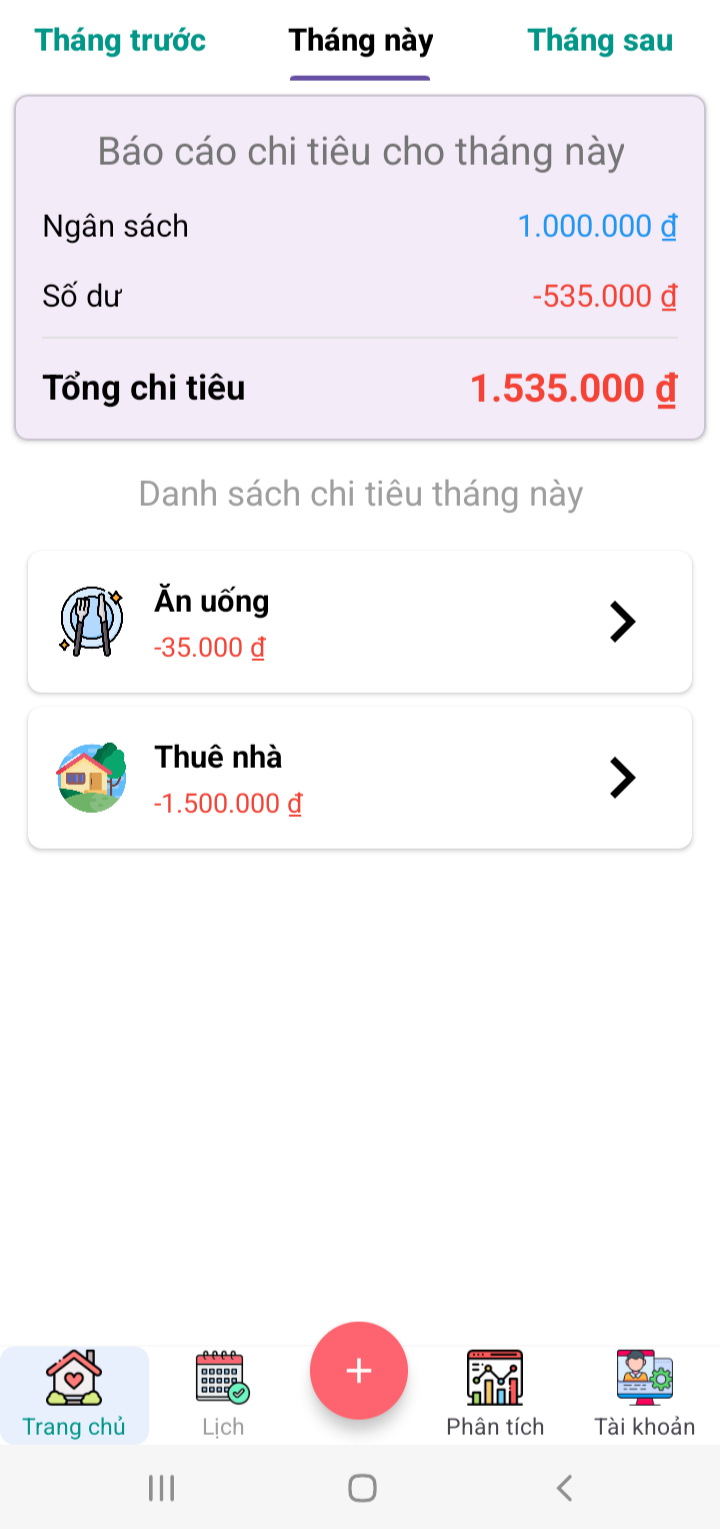 Tháng trước Tháng này Tháng sau
Báo cáo chi tiêu cho tháng này
Ngân sách 1.000.000 ₫
Số dư -535.000 ₫
Tổng chi tiêu 1.535.000 ₫
Danh sách chi tiêu tháng này
Ăn uống
-35.000 ₫
Thuê nhà
-1.500.000 ₫
+
Trang chủ Lịch Phân tích Tài khoản